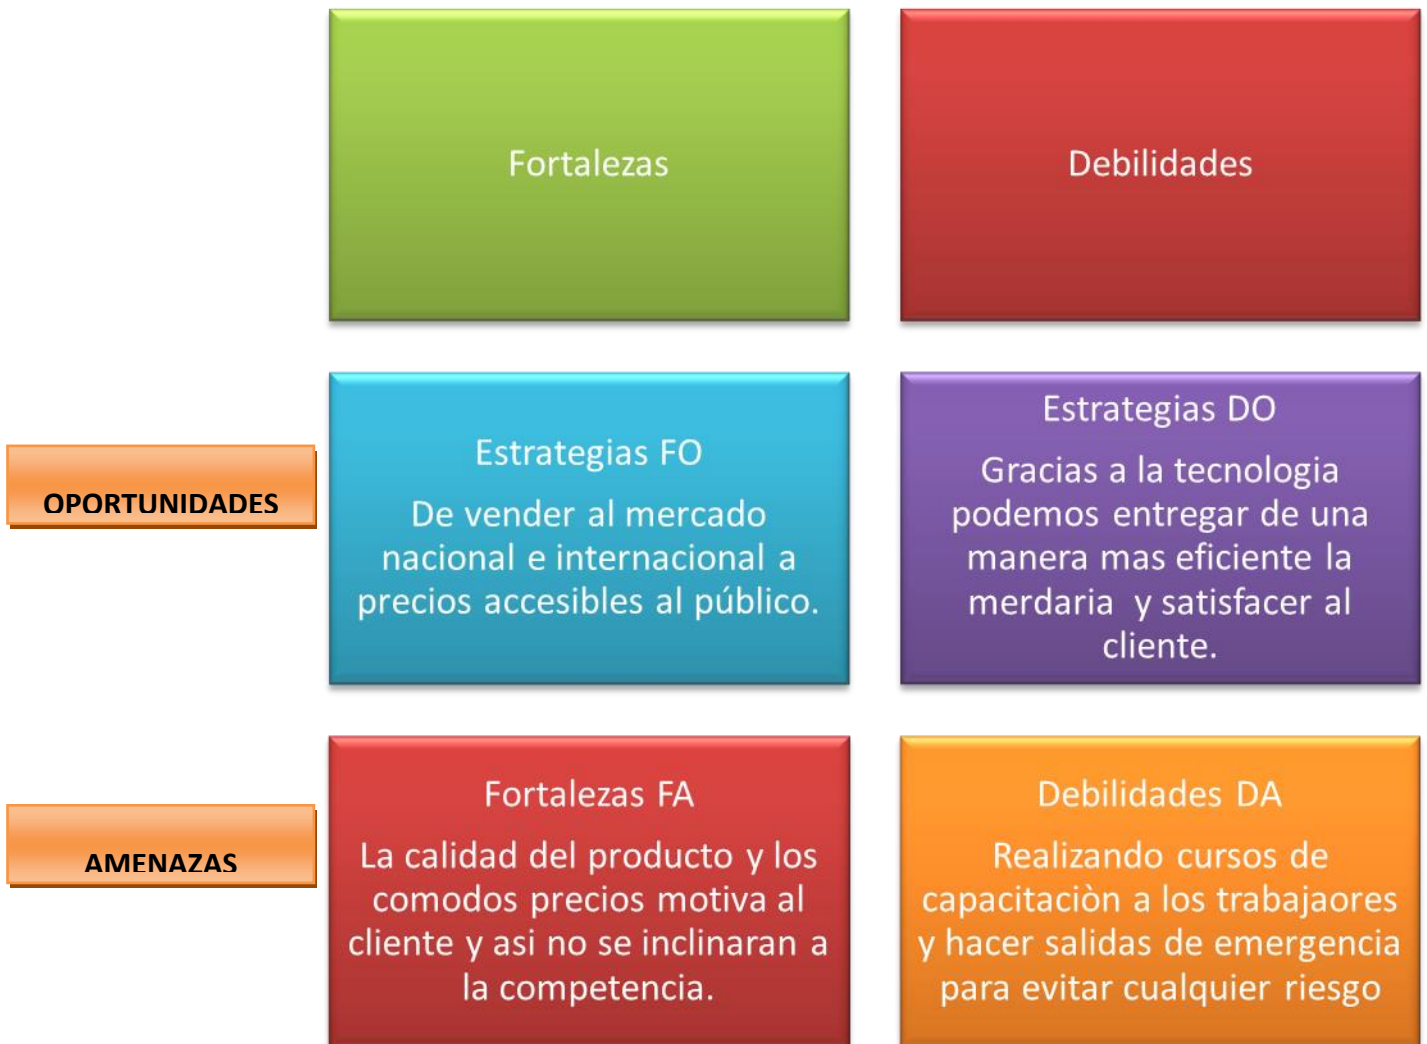 Fortalezas
Debilidades
OPORTUNIDADES
Estrategias FO
De vender al mercado
nacional e internacional a
precios accesibles al público.
Estrategias DO
Gracias a la tecnologia
podemos entregar de una
manera mas eficiente la
merdaria y satisfacer al
cliente.
AMENAZAS
Fortalezas FA
La calidad del producto y los
comodos precios motiva al
cliente y asi no se inclinaran a
la competencia.
Debilidades DA
Realizando cursos de
capacitaciòn a los trabajaores
y hacer salidas de emergencia
para evitar cualquier riesgo